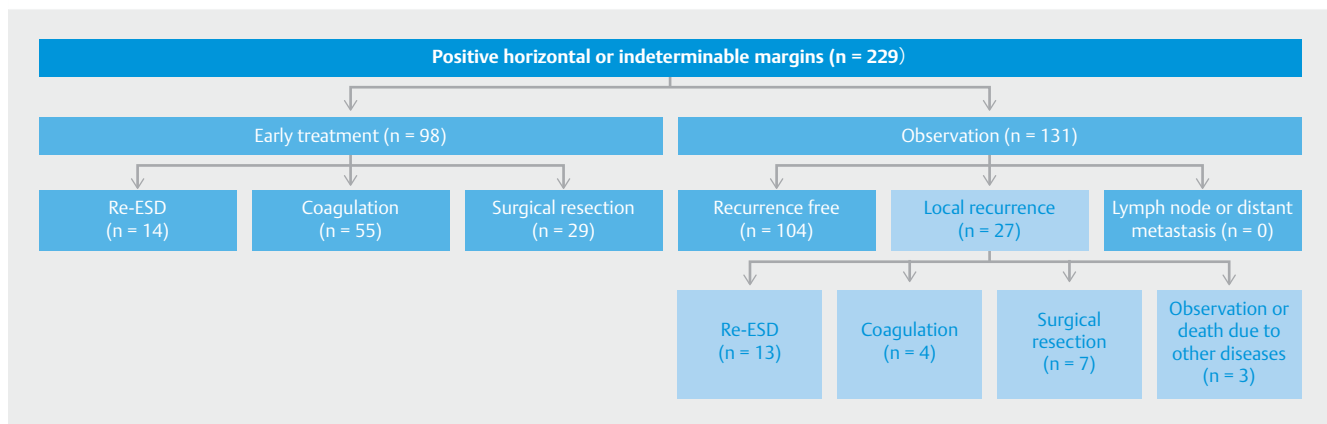 Positive horizontal or indeterminable margins (n = 229)
Early treatment (n = 98)
Observation (n = 131)
Re-ESD
(n = 14)
Coagulation
(n = 55)
Surgical resection
(n = 29)
Recurrence free
(n = 104)
Local recurrence
(n = 27)
Lymph node or distant
metastasis (n = 0)
Re-ESD
(n = 13)
Coagulation
(n = 4)
Surgical
resection
(n = 7)
Observation or
death due to
other diseases
(n = 3)